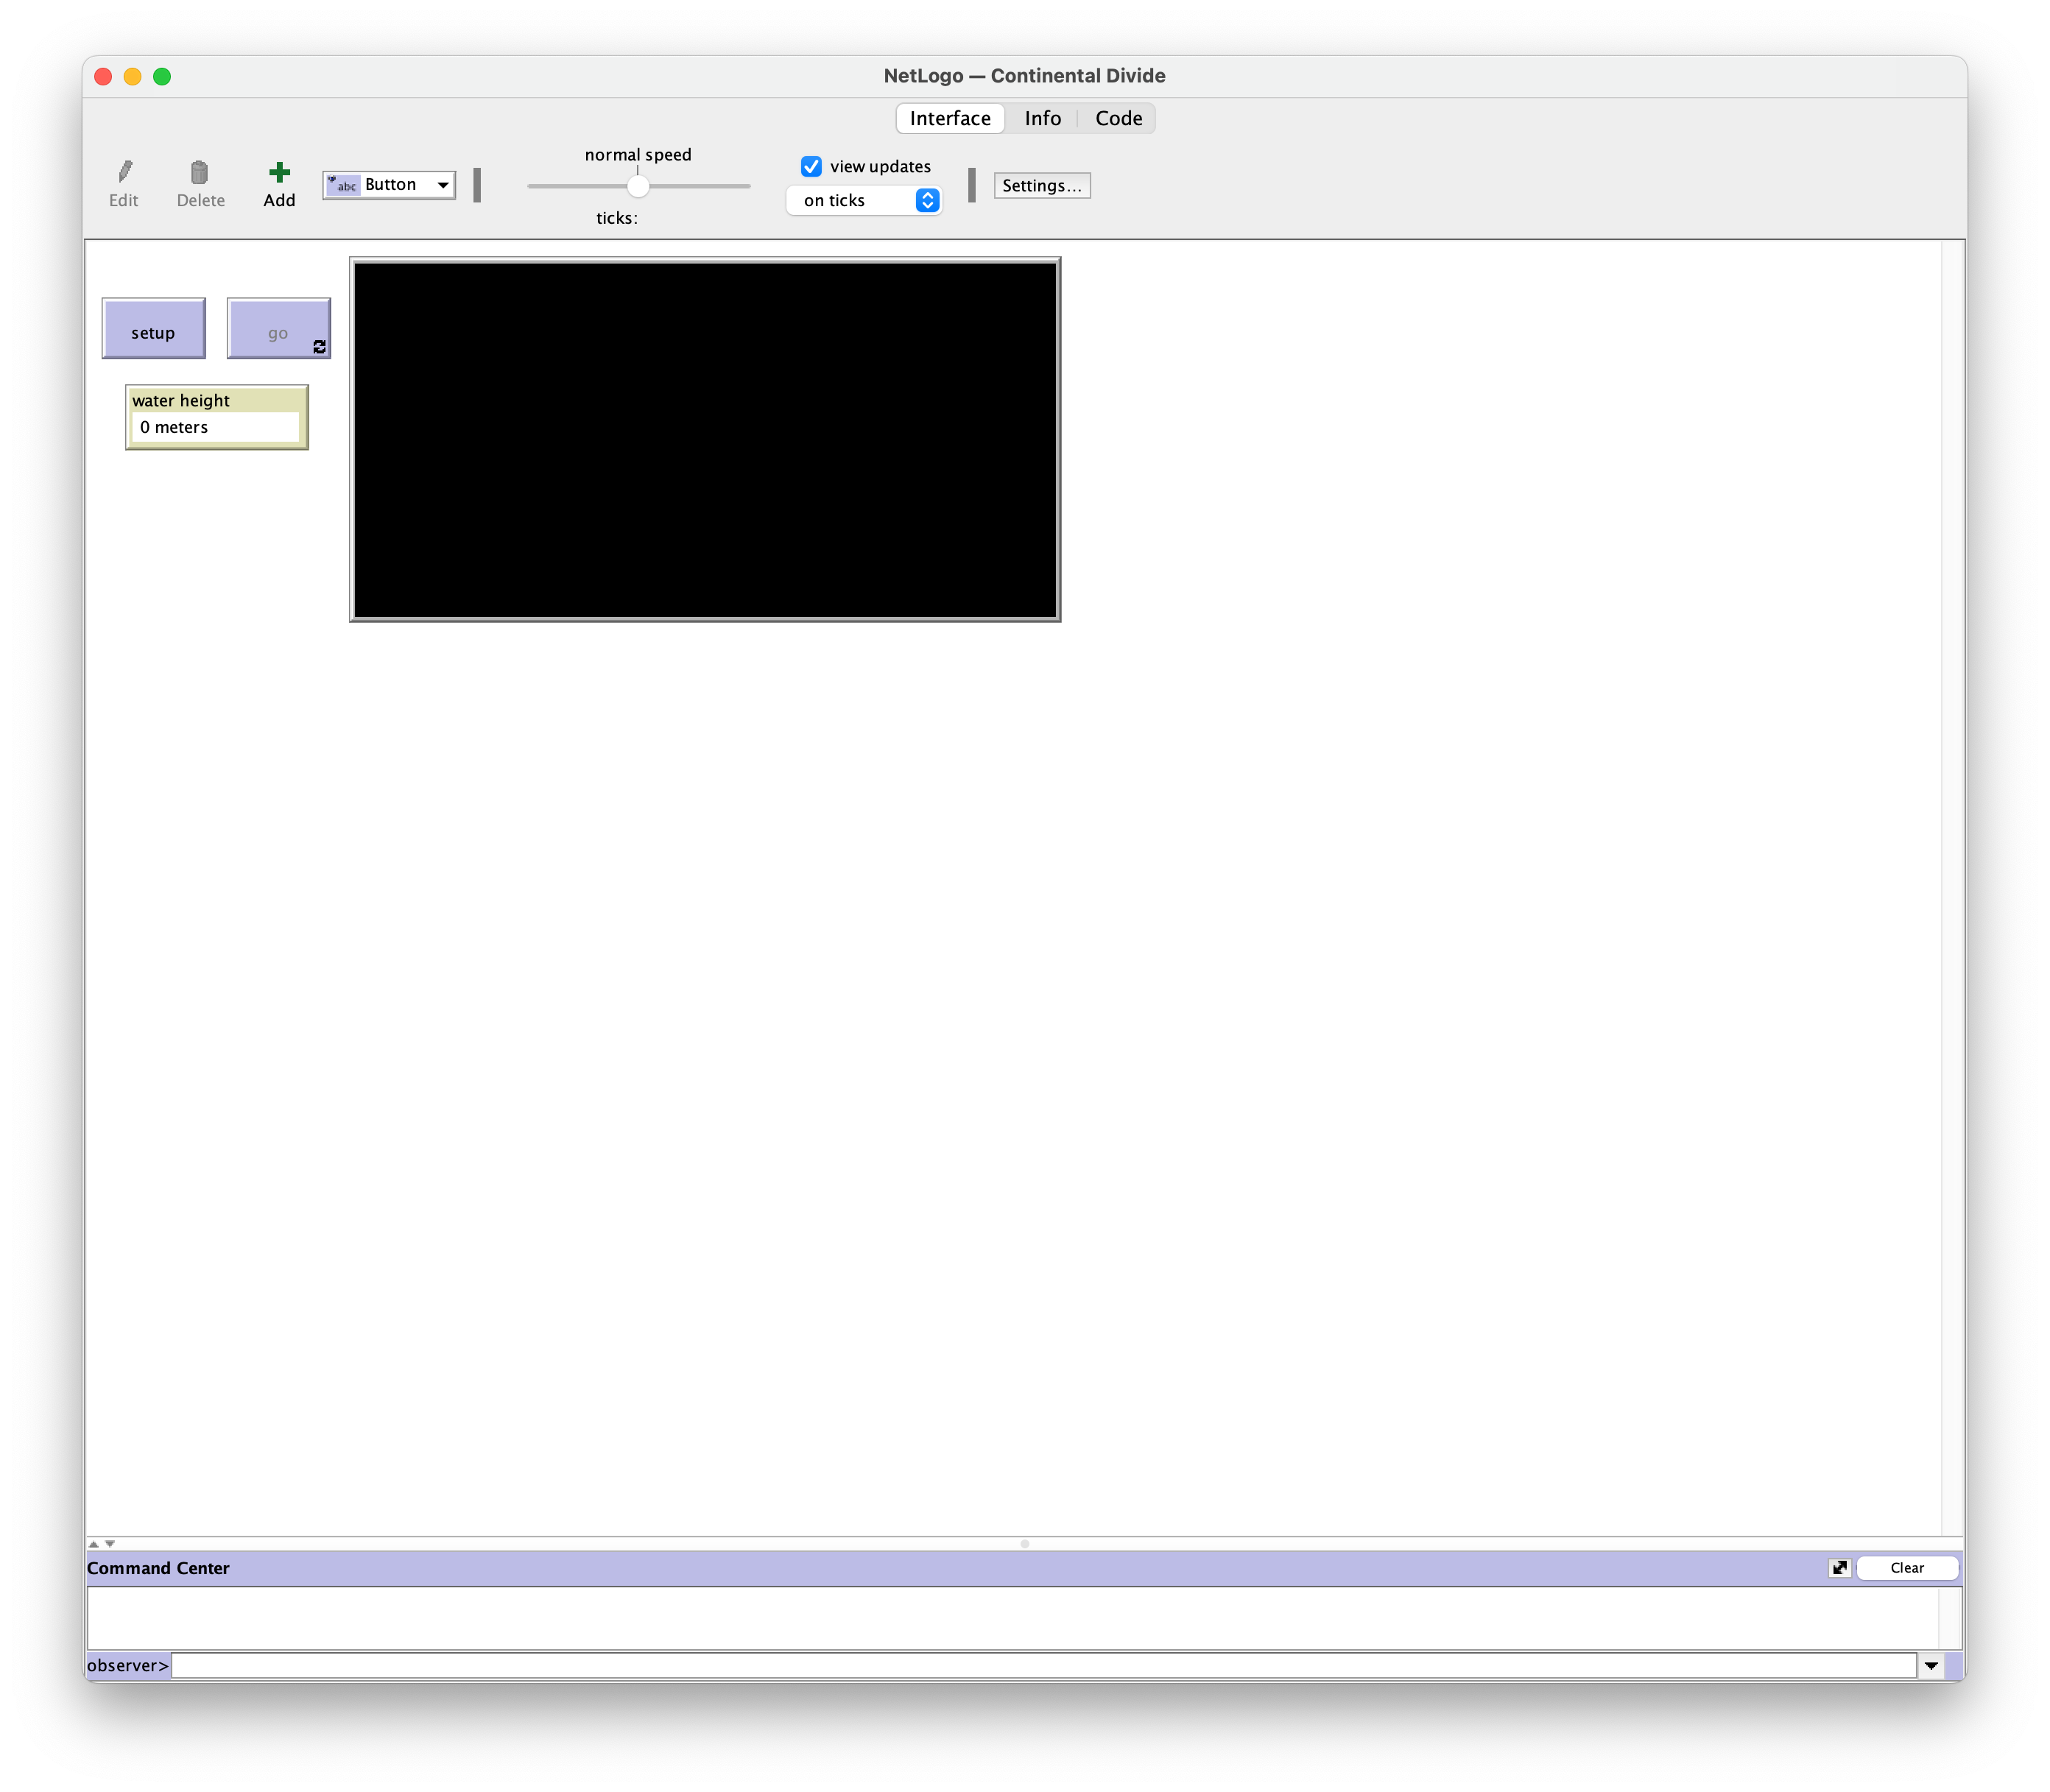 NetLogo — Continental Divide
Interface Info Code
Edit Delete Add abc Button
normal speed
ticks:
view updates
on ticks
Settings...
setup go
water height
0 meters
Command Center
Clear
observer>